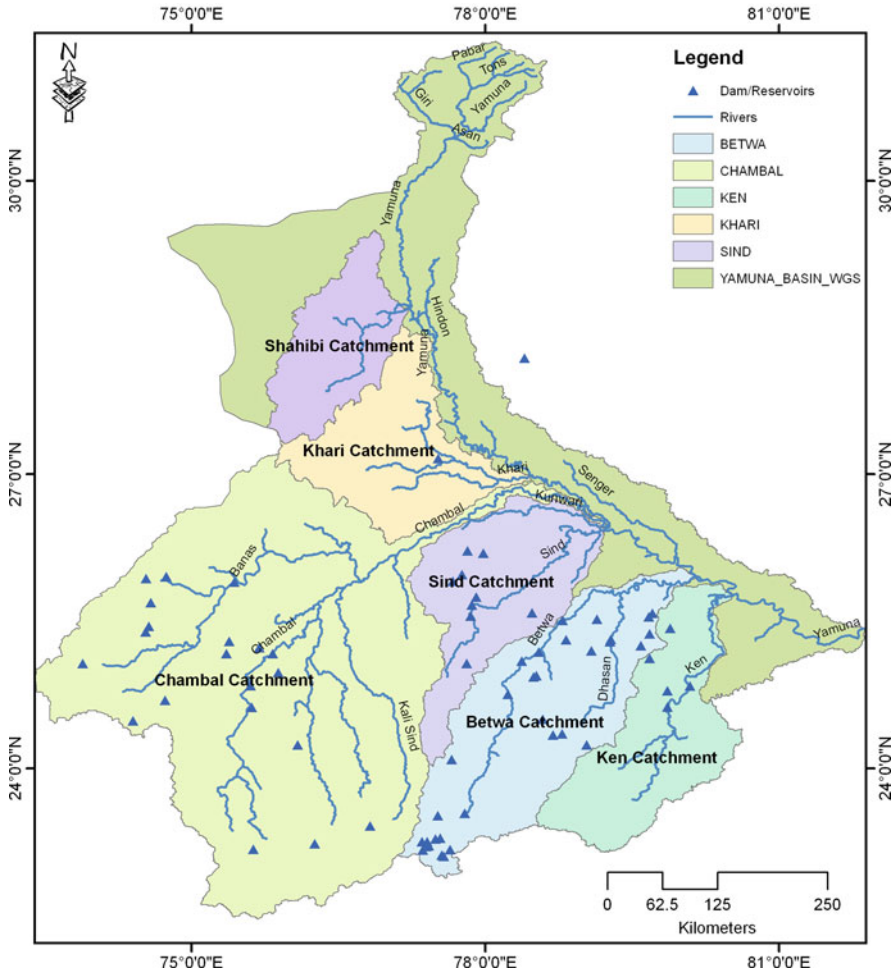 75°0'0"E 78°0'0"E 81°0'0"E
N
Legend
Dam/Reservoirs
Rivers
BETWA
CHAMBAL
KEN
KHARI
SIND
YAMUNA_BASIN_WGS
30°0'0"N
27°0'0"N
24°0'0"N
30°0'0"N
27°0'0"N
24°0'0"N
Pabar
Tons
Giri
Yamuna
Asan
Yamuna
Hindon
Shahibi Catchment
Yamuna
Khari Catchment
Khari
Senger
Chambal
Kunwari
Banas
Sind
Sind Catchment
Chambal
Betwa
Yamuna
Chambal Catchment
Ken
Dhasan
Kali Sind
Betwa Catchment
Ken Catchment
0 62.5 125 250
Kilometers
75°0'0"E 78°0'0"E 81°0'0"E